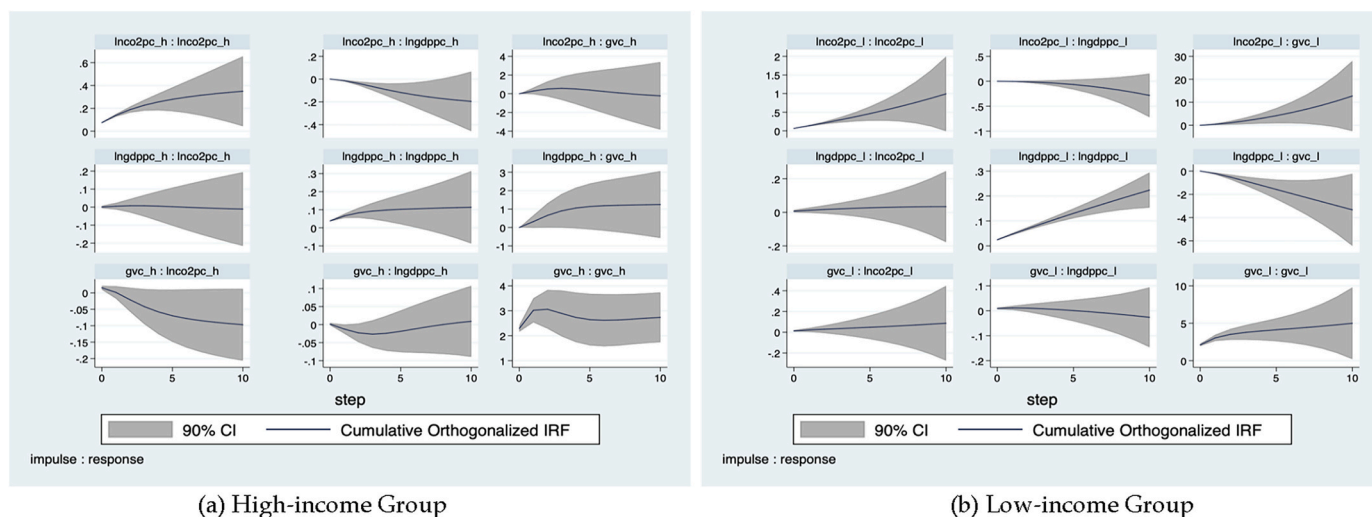 lnco2pc_h : lnco2pc_h
lnco2pc_h : lngdppc_h
lnco2pc_h : gvc_h
.6
.4
.2
0
.2
0
-.2
-.4
4
2
0
-2
-4
lngdppc_h : lnco2pc_h
lngdppc_h : lngdppc_h
lngdppc_h : gvc_h
.2
.1
0
-.1
-.2
.3
.2
.1
0
-.1
3
2
1
0
-1
gvc_h : lnco2pc_h
gvc_h : lngdppc_h
gvc_h : gvc_h
0
-.05
-.1
-.15
-.2
.1
.05
0
-.05
-.1
4
3
2
1
0 5 10
0 5 10
0 5 10
step
90% CI
Cumulative Orthogonalized IRF
impulse : response
(a) High-income Group
lnco2pc_l : lnco2pc_l
lnco2pc_l : lngdppc_l
lnco2pc_l : gvc_l
2
1.5
1
.5
0
.5
0
-.5
-1
30
20
10
0
lngdppc_l : lnco2pc_l
lngdppc_l : lngdppc_l
lngdppc_l : gvc_l
.2
0
-.2
.3
.2
.1
0
0
-2
-4
-6
gvc_l : lnco2pc_l
gvc_l : lngdppc_l
gvc_l : gvc_l
.4
.2
0
-.2
.1
0
-.1
-.2
10
5
0
0 5 10
0 5 10
0 5 10
step
90% CI
Cumulative Orthogonalized IRF
impulse : response
(b) Low-income Group